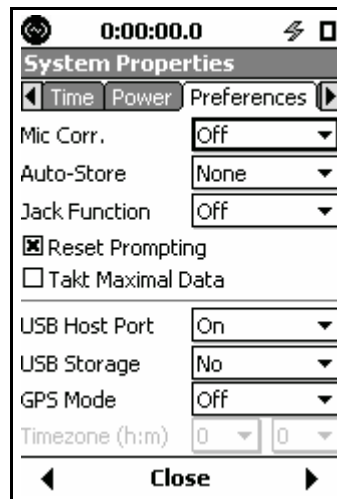 0:00:00.0
System Properties
Time Power Preferences
Mic Corr. Off
Auto-Store None
Jack Function Off
Reset Prompting
Takt Maximal Data
USB Host Port On
USB Storage No
GPS Mode Off
Timezone (h:m) 0 0
Close